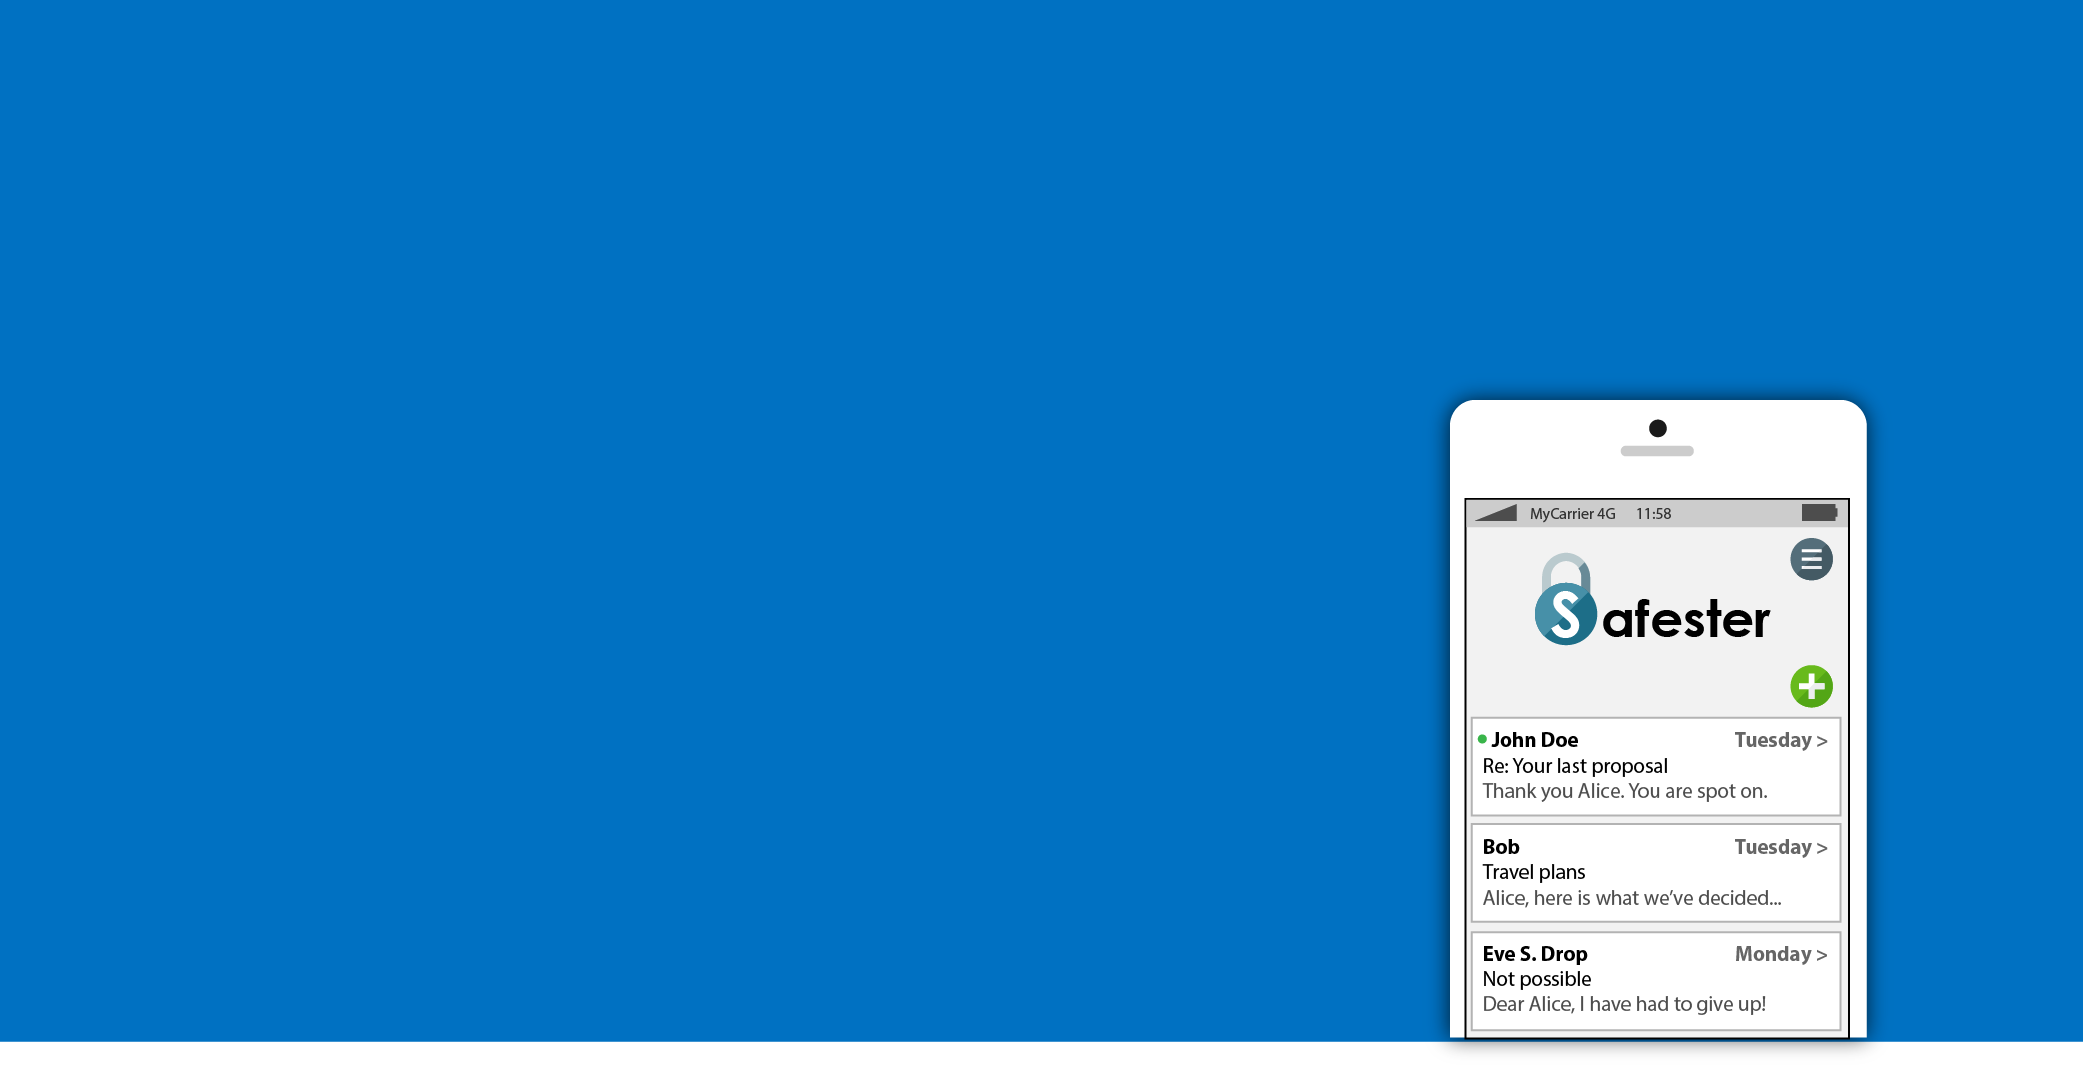 MyCarrier 4G 11:58
Safester
John Doe Tuesday >
Re: Your last proposal
Thank you Alice. You are spot on.
Bob Tuesday >
Travel plans
Alice, here is what we’ve decided...
Eve S. Drop Monday >
Not possible
Dear Alice, I have had to give up!